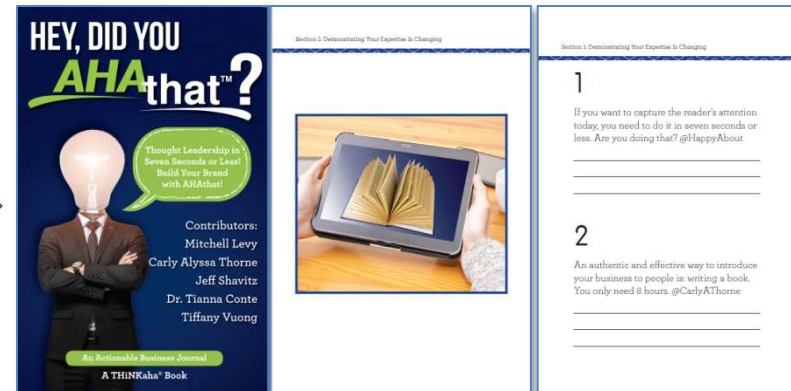 HEY, DID YOU
AHAthat™?
Thought Leadership in
Seven Seconds or Less!
Build Your Brand
with AHAthat!
Contributors:
Mitchell Levy
Carly Alyssa Thorne
Jeff Shavitz
Dr. Tianna Conte
Tiffany Vuong
An Actionable Business Journal
A THiNKaha® Book
Section I: Demonstrating Your Expertise Is Changing
Section I: Demonstrating Your Expertise Is Changing
1
If you want to capture the reader's attention
today, you need to do it in seven seconds or
less. Are you doing that? @HappyAbout
2
An authentic and effective way to introduce
your business to people is: writing a book.
You only need 8 hours. @CarlyAThorne